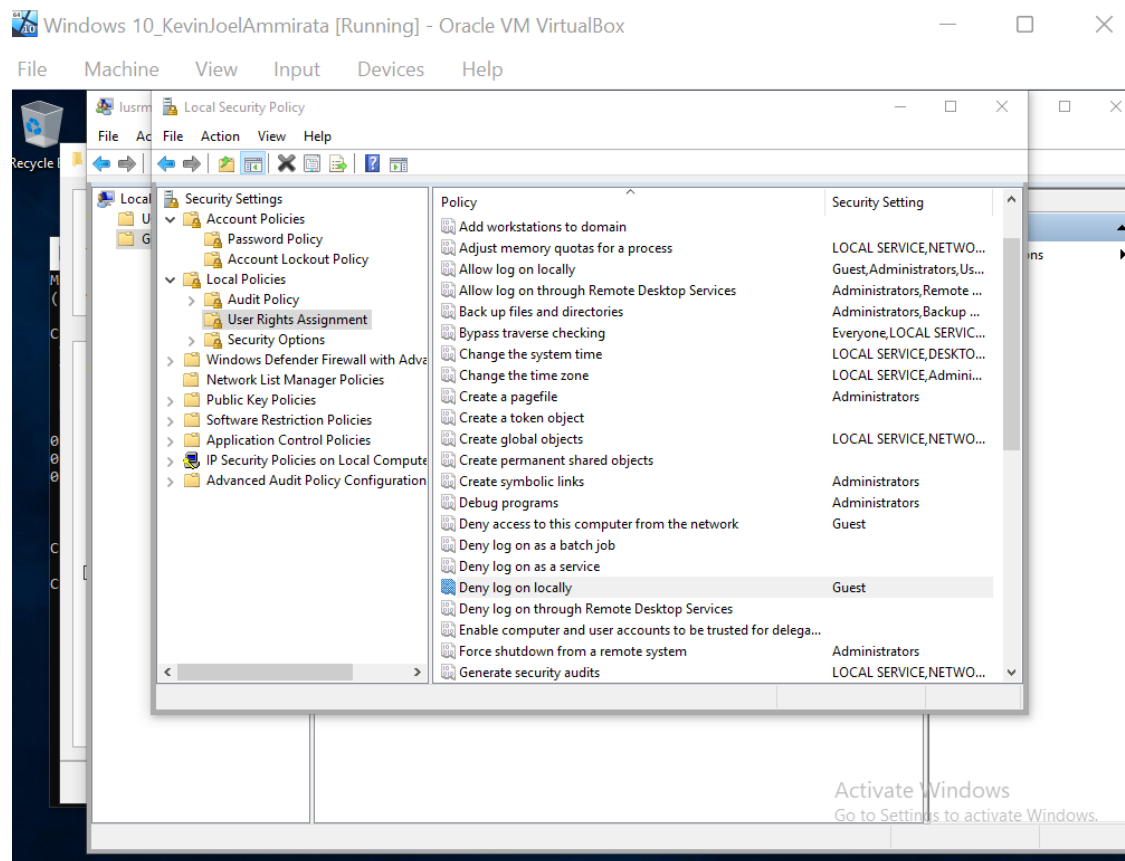 Windows 10_KevinJoelAmmirata [Running] - Oracle VM VirtualBox
File Machine View Input Devices Help
Recycle
lusrm
File Ac
Local
U
G
Local Security Policy
File Action View Help
Security Settings
Account Policies
Password Policy
Account Lockout Policy
Local Policies
Audit Policy
User Rights Assignment
Security Options
Windows Defender Firewall with Adva
Network List Manager Policies
Public Key Policies
Software Restriction Policies
Application Control Policies
IP Security Policies on Local Compute
Advanced Audit Policy Configuration
Policy Security Setting
Add workstations to domain
Adjust memory quotas for a process LOCAL SERVICE,NETWO...
Allow log on locally Guest,Administrators,Us...
Allow log on through Remote Desktop Services Administrators,Remote ...
Back up files and directories Administrators,Backup ...
Bypass traverse checking Everyone,LOCAL SERVIC...
Change the system time LOCAL SERVICE,DESKTO...
Change the time zone LOCAL SERVICE,Admini...
Create a pagefile Administrators
Create a token object
Create global objects LOCAL SERVICE,NETWO...
Create permanent shared objects
Create symbolic links Administrators
Debug programs Administrators
Deny access to this computer from the network Guest
Deny log on as a batch job
Deny log on as a service
Deny log on locally Guest
Deny log on through Remote Desktop Services
Enable computer and user accounts to be trusted for delega...
Force shutdown from a remote system Administrators
Generate security audits LOCAL SERVICE,NETWO...
ns
M
(
C
0
0
0
C
C
Activate Windows
Go to Settings to activate Windows.